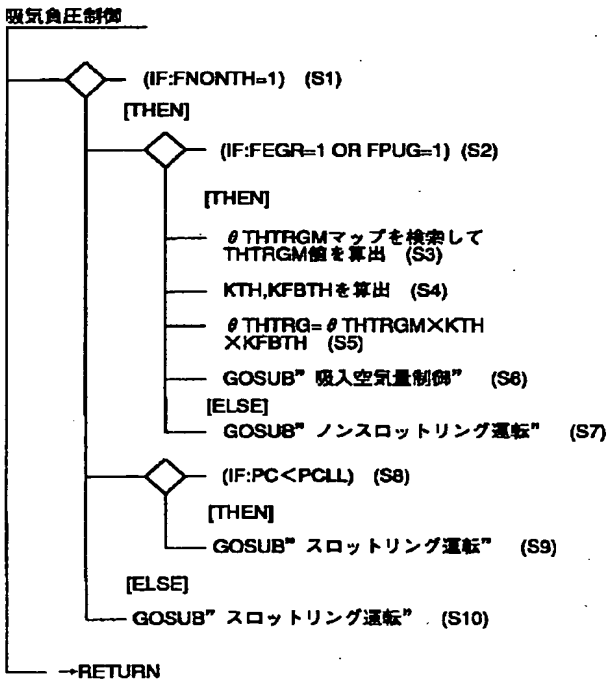 吸気負圧制御
(IF:FNONTH=1) (S1)
[THEN]
(IF:FEGR=1 OR FPUG=1) (S2)
[THEN]
θTHTRGMマップを検索して
THTRGM値を算出 (S3)
KTH,KFBTHを算出 (S4)
θTHTRG=θTHTRGM×KTH
×KFBTH (S5)
GOSUB” 吸入空気量制御” (S6)
[ELSE]
GOSUB” ノンスロットリング運転” (S7)
(IF:PC<PCLL) (S8)
[THEN]
GOSUB” スロットリング運転” (S9)
[ELSE]
GOSUB” スロットリング運転” (S10)
→RETURN